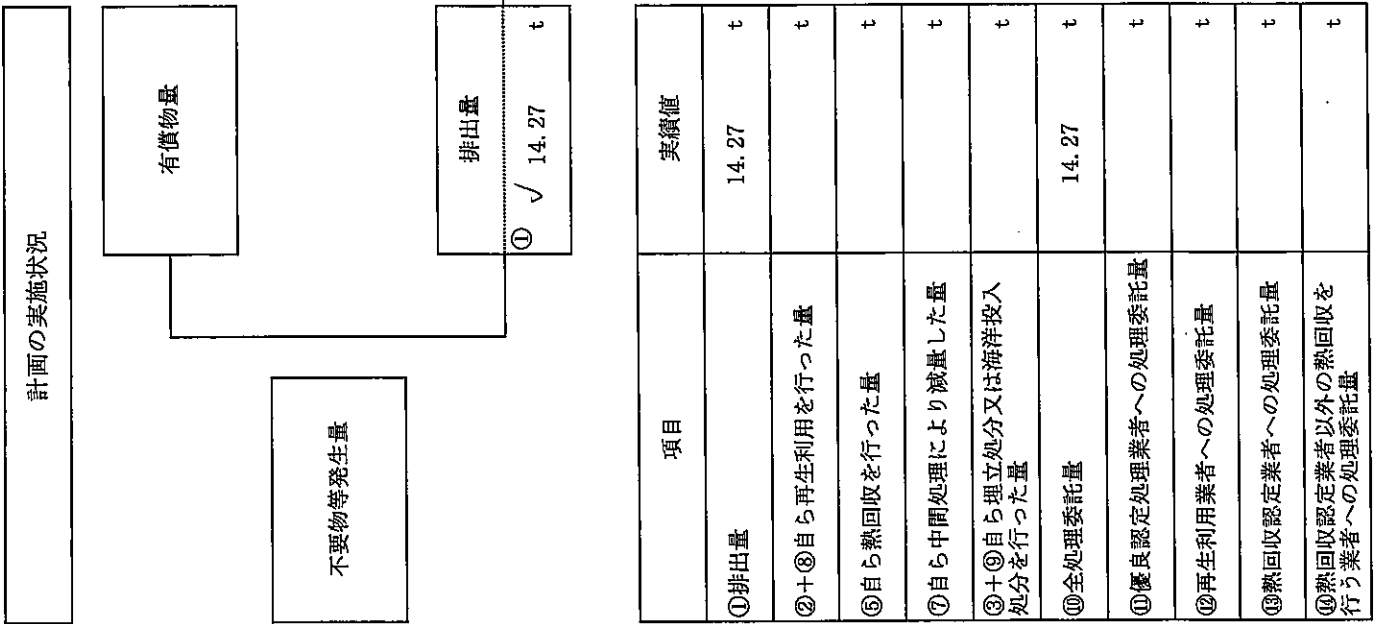 計画の実施状況
有償物量
不要物等発生量
排出量
① √ 14.27 t
項目 実績値
①排出量 14.27 t
②+⑧自ら再生利用を行った量 t
⑤自ら熱回収を行った量 t
⑦自ら中間処理により減量した量 t
③+⑨自ら埋立処分又は海洋投入
処分を行った量 t
⑩全処理委託量 14.27 t
⑪優良認定処理業者への処理委託量 t
⑫再生利用業者への処理委託量 t
⑬熱回収認定業者への処理委託量 t
⑭熱回収認定業者以外の熱回収を
行う業者への処理委託量 t